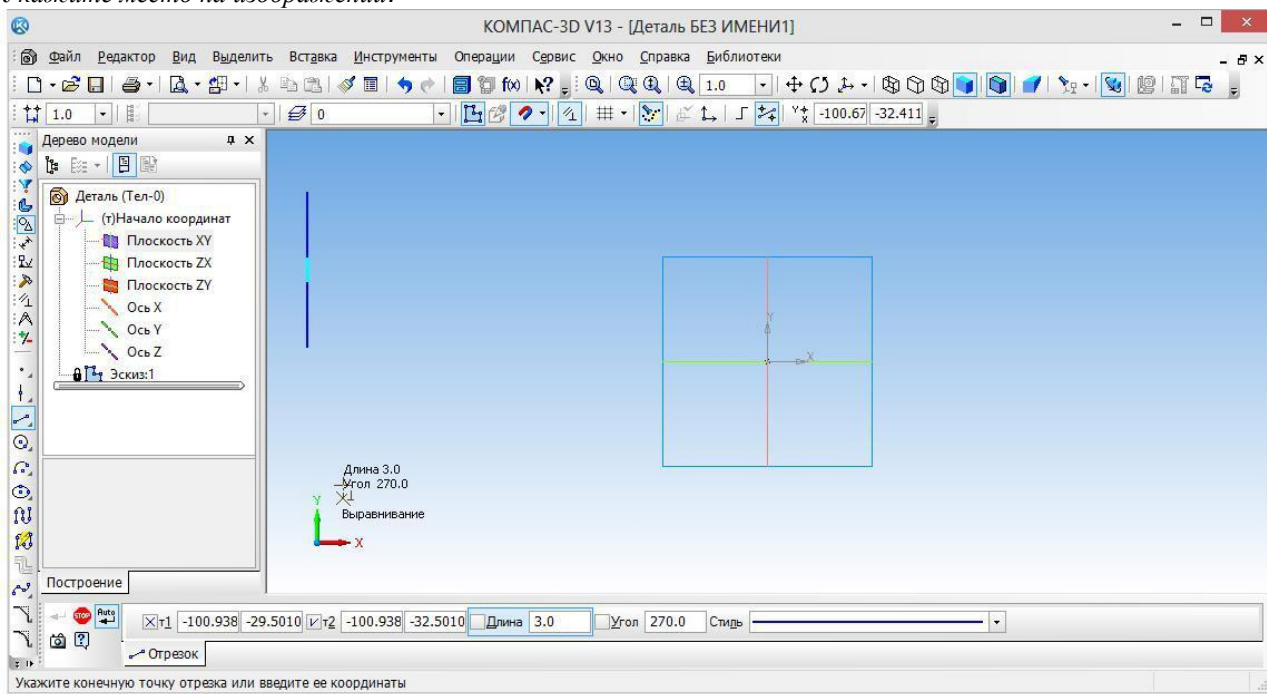 Укажите место на изображении:
КОМПАС-3D V13 - [Деталь БЕЗ ИМЕНИ1]
Файл Редактор Вид Выделить Вставка Инструменты Операции Сервис Окно Справка Библиотеки
1.0
1.0 0 -100.67 -32.411
Дерево модели
Деталь (Тел-0)
(т)Начало координат
Плоскость XY
Плоскость ZX
Плоскость ZY
Ось X
Ось Y
Ось Z
Эскиз:1
Y
X
Длина 3.0
Угол 270.0
Выравнивание
Y
X
Построение
т1 -100.938 -29.5010 т2 -100.938 -32.5010 Длина 3.0 Угол 270.0 Стиль
Отрезок
Укажите конечную точку отрезка или введите ее координаты